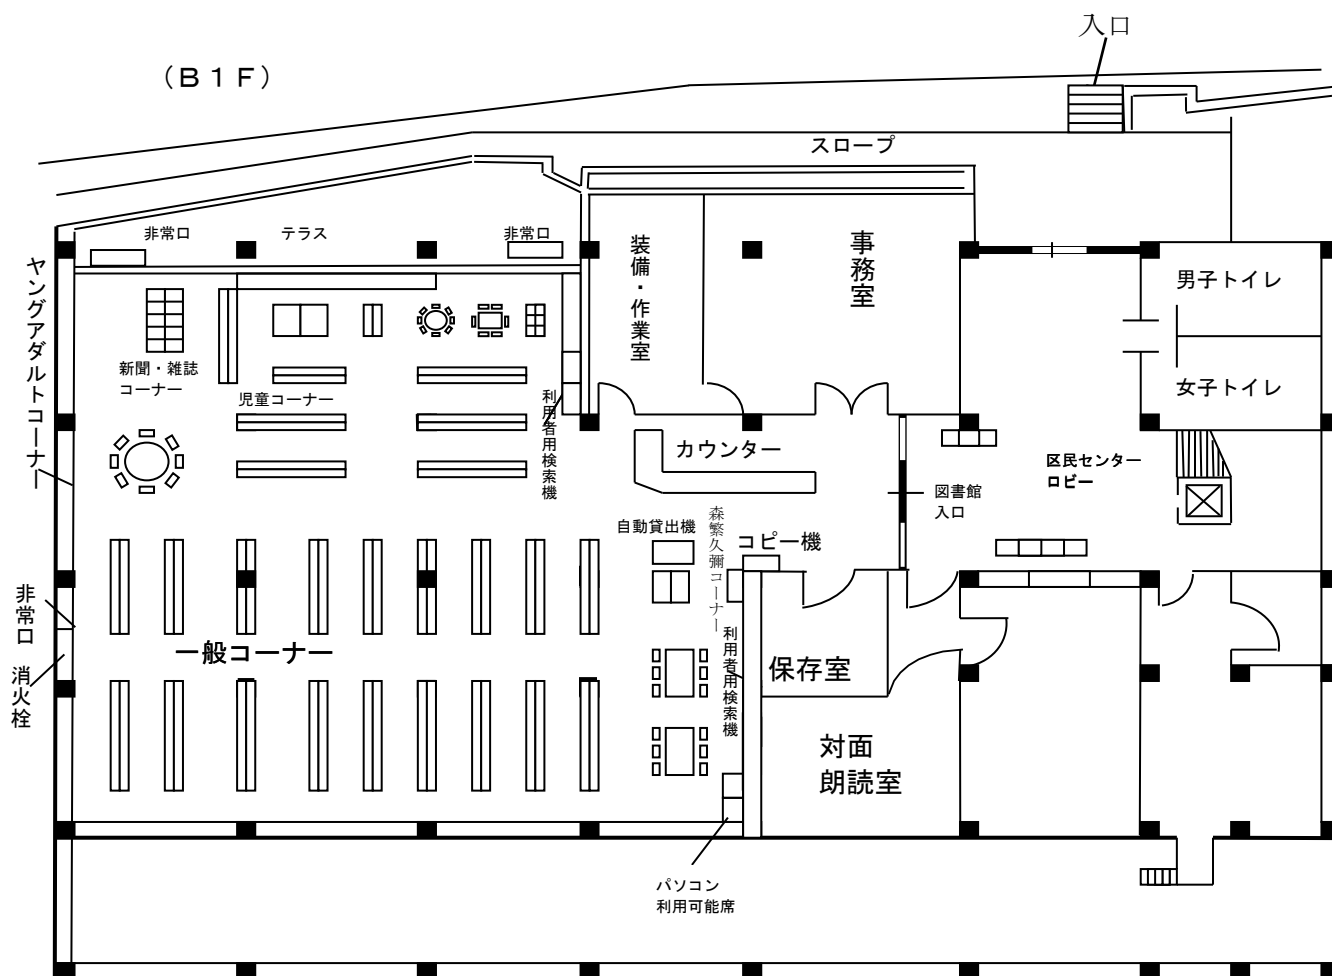 入口
（Ｂ１Ｆ）
スロープ
非常口
テラス
非常口
装備・作業室
事務室
男子トイレ
女子トイレ
ヤングアダルトコーナー
新聞・雑誌
コーナー
児童コーナー
利用者用検索機
カウンター
区民センター
ロビー
図書館
入口
自動貸出機
森繁久彌コーナー
コピー機
非常口
消火栓
一般コーナー
利用者用検索機
保存室
対面
朗読室
パソコン
利用可能席